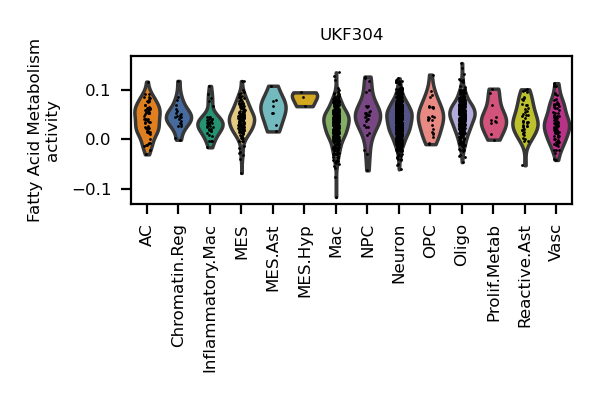 UKF304
Fatty Acid Metabolism
activity
0.1
0.0
−0.1
AC
Chromatin.Reg
Inflammatory.Mac
MES
MES.Ast
MES.Hyp
Mac
NPC
Neuron
OPC
Oligo
Prolif.Metab
Reactive.Ast
Vasc